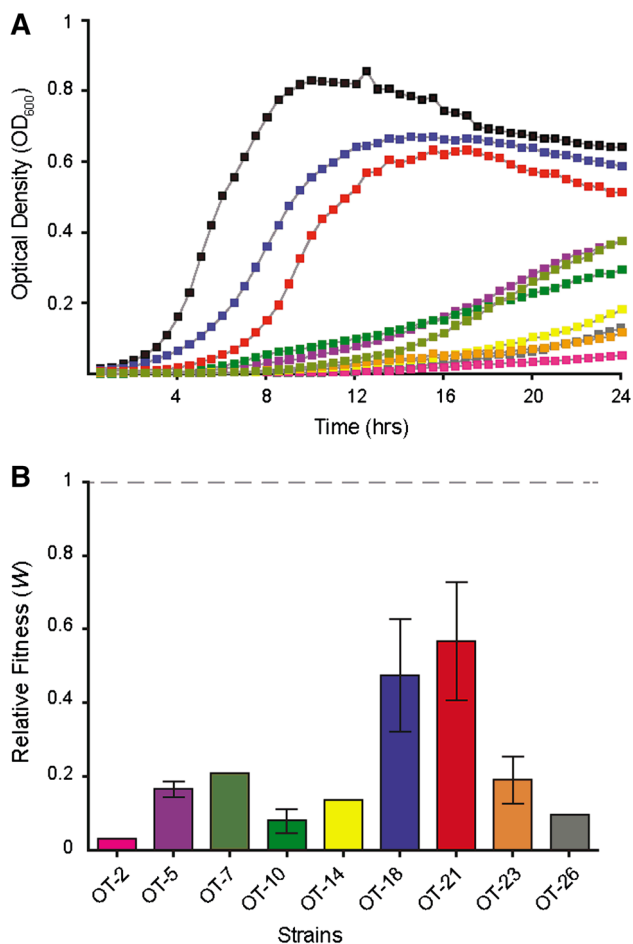 A
1
0.8
0.6
0.4
0.2
Optical Density (OD600)
4
8
12
16
20
24
Time (hrs)
B
1
0.8
0.6
0.4
0.2
0
Relative Fitness (W)
OT-2
OT-5
OT-7
OT-10
OT-14
OT-18
OT-21
OT-23
OT-26
Strains